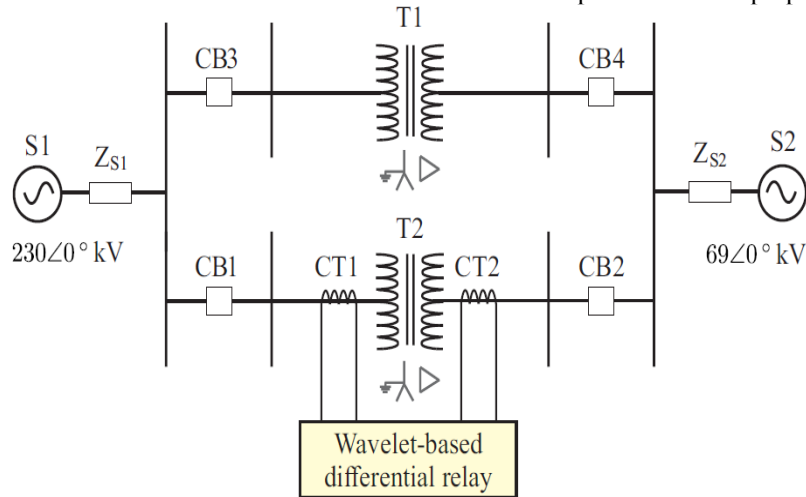 T1
CB3
CB4
S1
Z_S1
Z_S2
S2
230∠0° kV
69∠0° kV
T2
CB1
CT1
CT2
CB2
Wavelet-based
differential relay